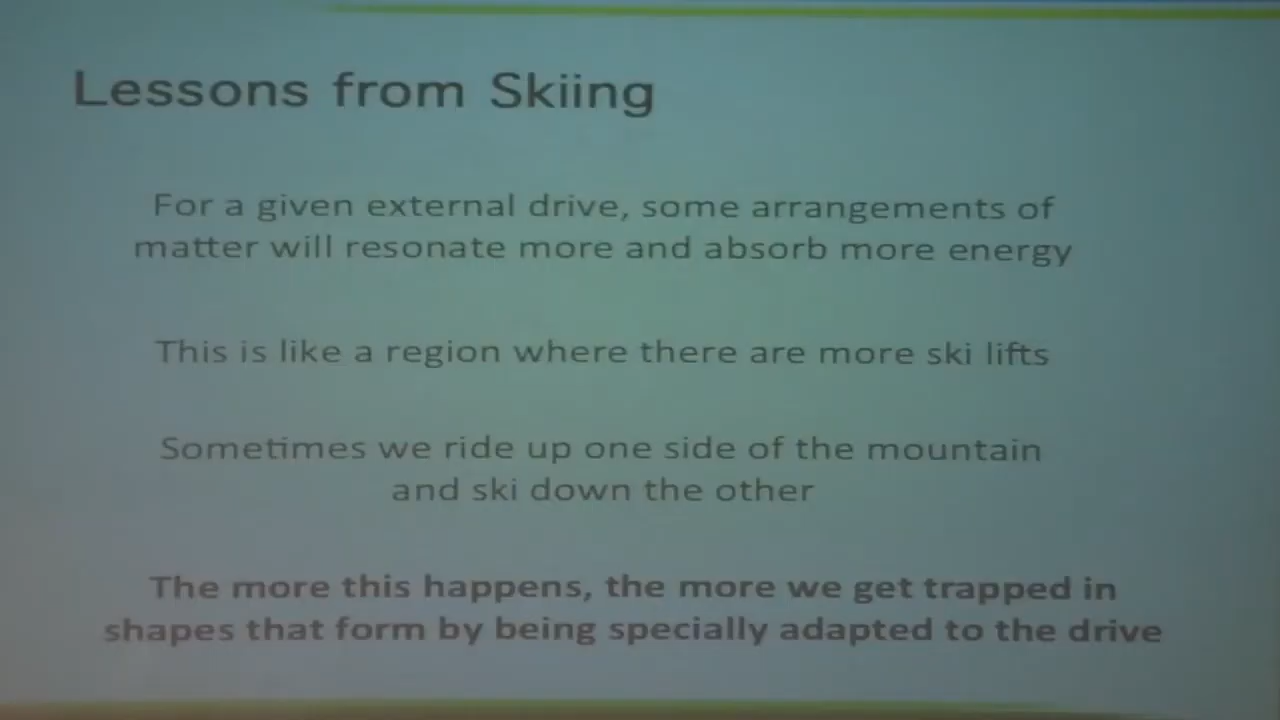 Lessons from Skiing
For a given external drive, some arrangements of
matter will resonate more and absorb more energy
This is like a region where there are more ski lifts
Sometimes we ride up one side of the mountain
and ski down the other
The more this happens, the more we get trapped in
shapes that form by being specially adapted to the drive